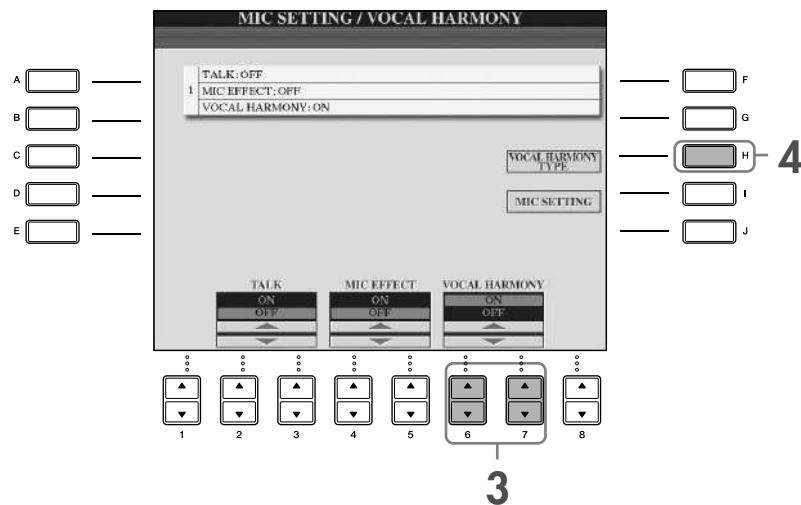 MIC SETTING / VOCAL HARMONY
TALK:OFF
1 MIC EFFECT:OFF
VOCAL HARMONY:ON
A
B
C
D
E
F
G
H
I
J
4
VOCAL HARMONY
TYPE
MIC SETTING
TALK MIC EFFECT VOCAL HARMONY
ON ON ON
OFF OFF OFF
1 2 3 4 5 6 7 8
3